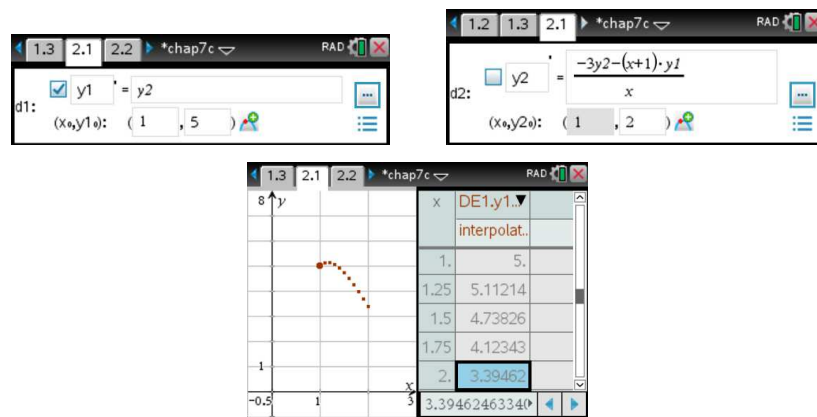 1.3 2.1 2.2 *chap7c RAD
d1: y1 ' = y2
(x₀,y1₀): (1 ,5 )
1.2 1.3 2.1 *chap7c RAD
d2: y2 ' = (-3y2-(x+1)·y1)/x
(x₀,y2₀): (1 ,2 )
1.3 2.1 2.2 *chap7c RAD
8 y
1
x
-0.5 1 3
x DE1.y1..▼
interpolat..
1. 5.
1.25 5.11214
1.5 4.73826
1.75 4.12343
2. 3.39462
3.3946246334